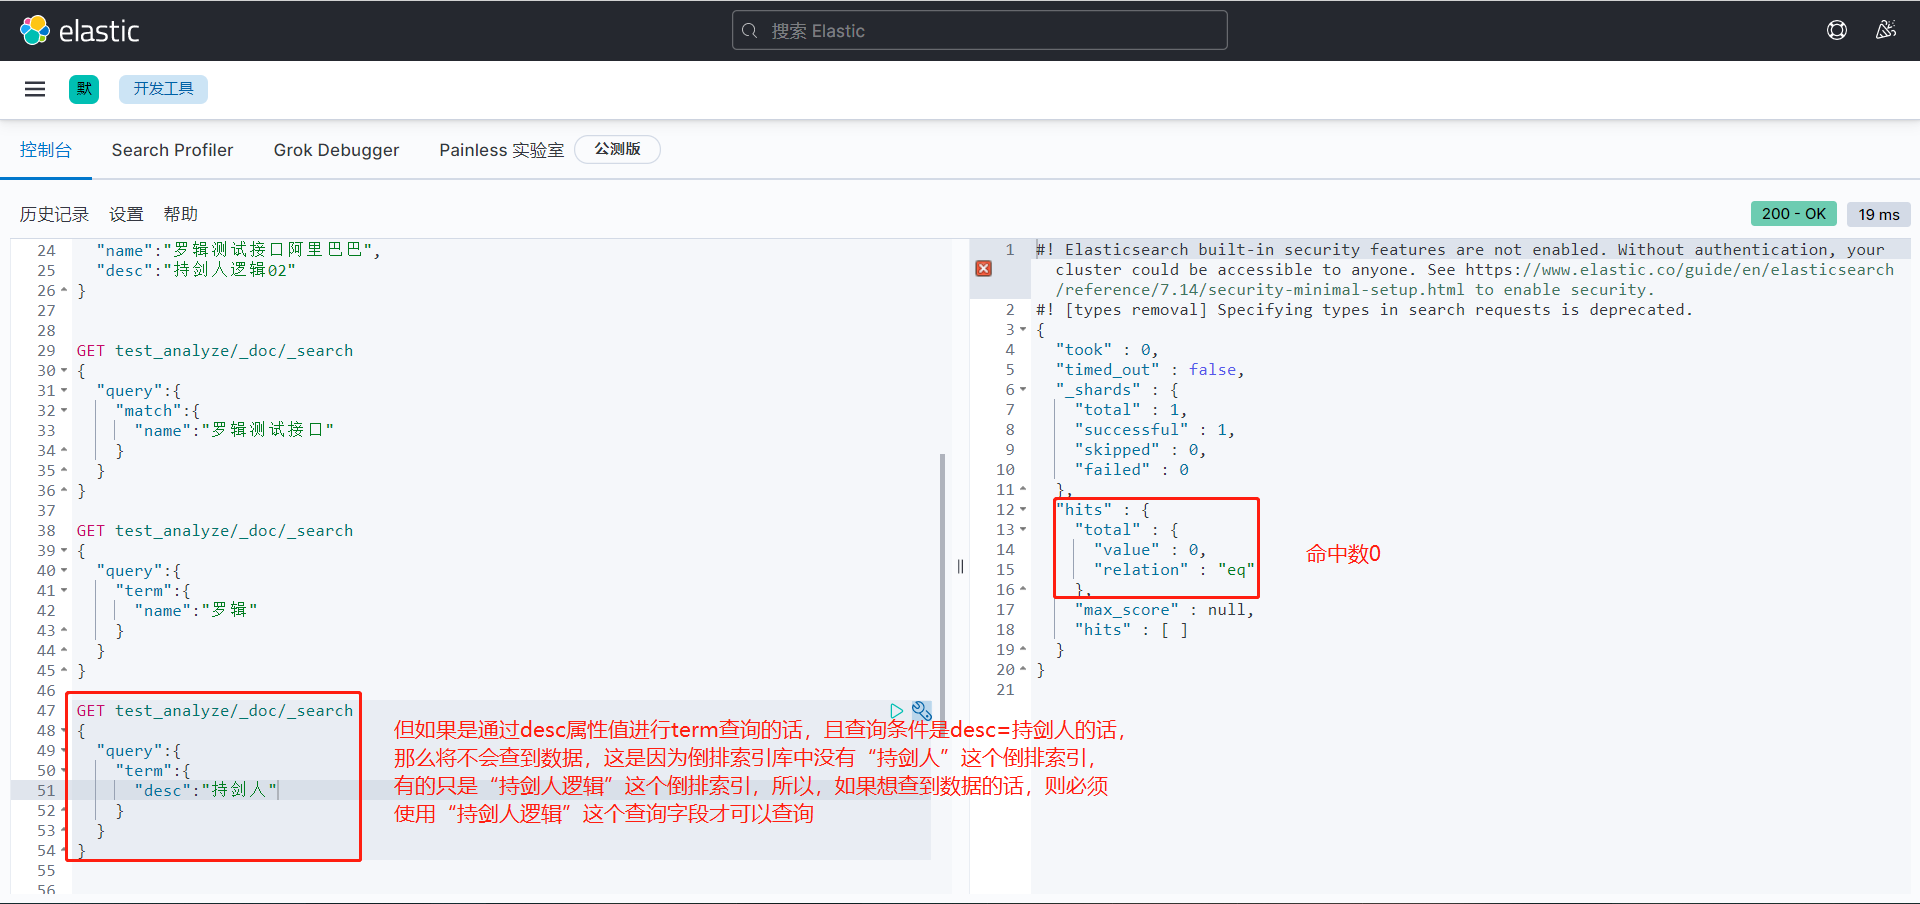 elastic
搜索 Elastic
默
开发工具
控制台
Search Profiler
Grok Debugger
Painless 实验室
公测版
历史记录
设置
帮助
200 - OK
19 ms
24 "name":"罗辑测试接口阿里巴巴",
25 "desc":"持剑人逻辑02"
26 }
27
28
29 GET test_analyze/_doc/_search
30 {
31 "query":{
32 "match":{
33 "name":"罗辑测试接口"
34 }
35 }
36 }
37
38 GET test_analyze/_doc/_search
39 {
40 "query":{
41 "term":{
42 "name":"罗辑"
43 }
44 }
45 }
46
47 GET test_analyze/_doc/_search
48 {
49 "query":{
50 "term":{
51 "desc":"持剑人"
52 }
53 }
54 }
55
56
但如果是通过desc属性值进行term查询的话，且查询条件是desc=持剑人的话，
那么将不会查到数据，这是因为倒排索引库中没有“持剑人”这个倒排索引，
有的只是“持剑人逻辑”这个倒排索引，所以，如果想查到数据的话，则必须
使用“持剑人逻辑”这个查询字段才可以查询
1 #! Elasticsearch built-in security features are not enabled. Without authentication, your
cluster could be accessible to anyone. See https://www.elastic.co/guide/en/elasticsearch
/reference/7.14/security-minimal-setup.html to enable security.
2 #! [types removal] Specifying types in search requests is deprecated.
3 {
4 "took" : 0,
5 "timed_out" : false,
6 "_shards" : {
7 "total" : 1,
8 "successful" : 1,
9 "skipped" : 0,
10 "failed" : 0
11 },
12 "hits" : {
13 "total" : {
14 "value" : 0,
15 "relation" : "eq"
16 },
17 "max_score" : null,
18 "hits" : [ ]
19 }
20 }
21
命中数0